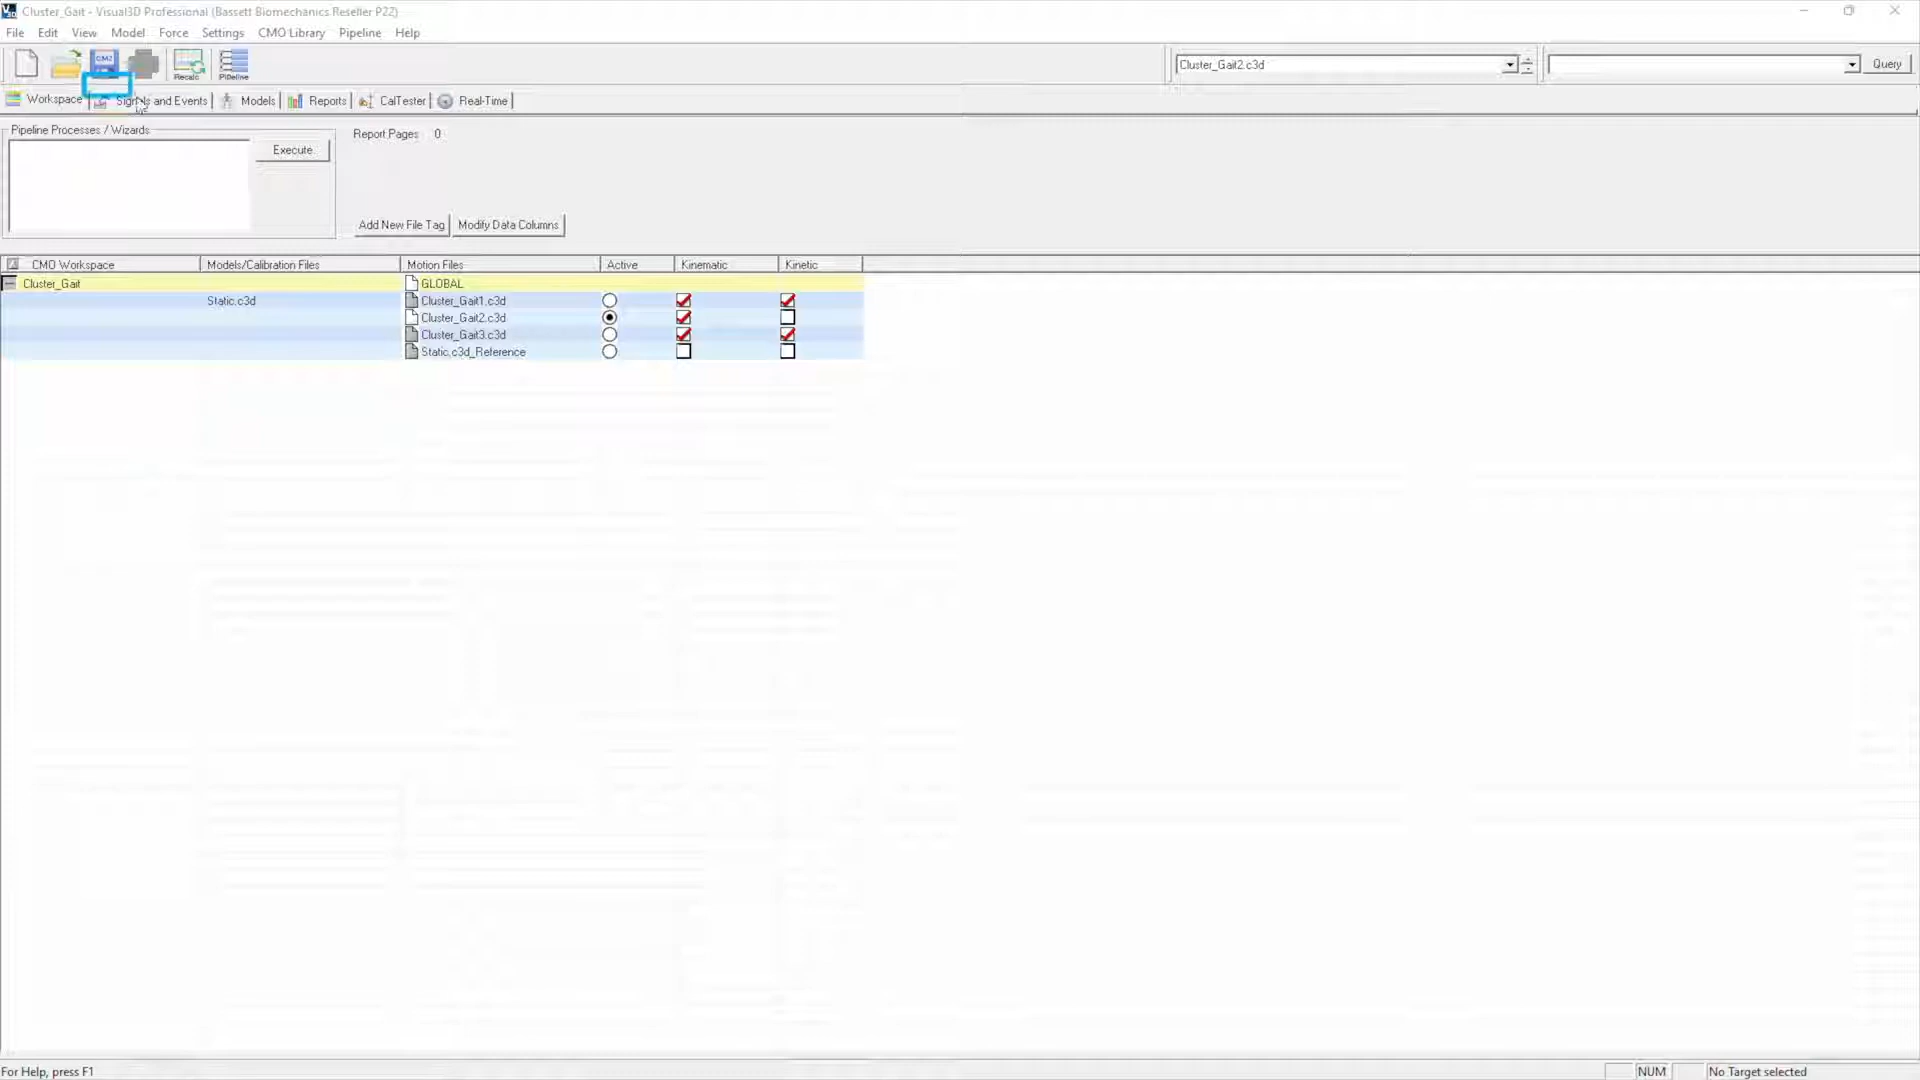 Cluster_Gait - Visual3D Professional (Bassett Biomechanics Reseller P22)
File Edit View Model Force Settings CMO Library Pipeline Help
CMZ Recalc Pipeline Cluster_Gait2.c3d Query
Workspace Signals and Events Models Reports CalTester Real-Time
Pipeline Processes / Wizards Report Pages 0
Execute
Add New File Tag Modify Data Columns
CMO Workspace Models/Calibration Files Motion Files Active Kinematic Kinetic
Cluster_Gait GLOBAL
Static.c3d Cluster_Gait1.c3d
Cluster_Gait2.c3d
Cluster_Gait3.c3d
Static.c3d_Reference
For Help, press F1 NUM No Target selected